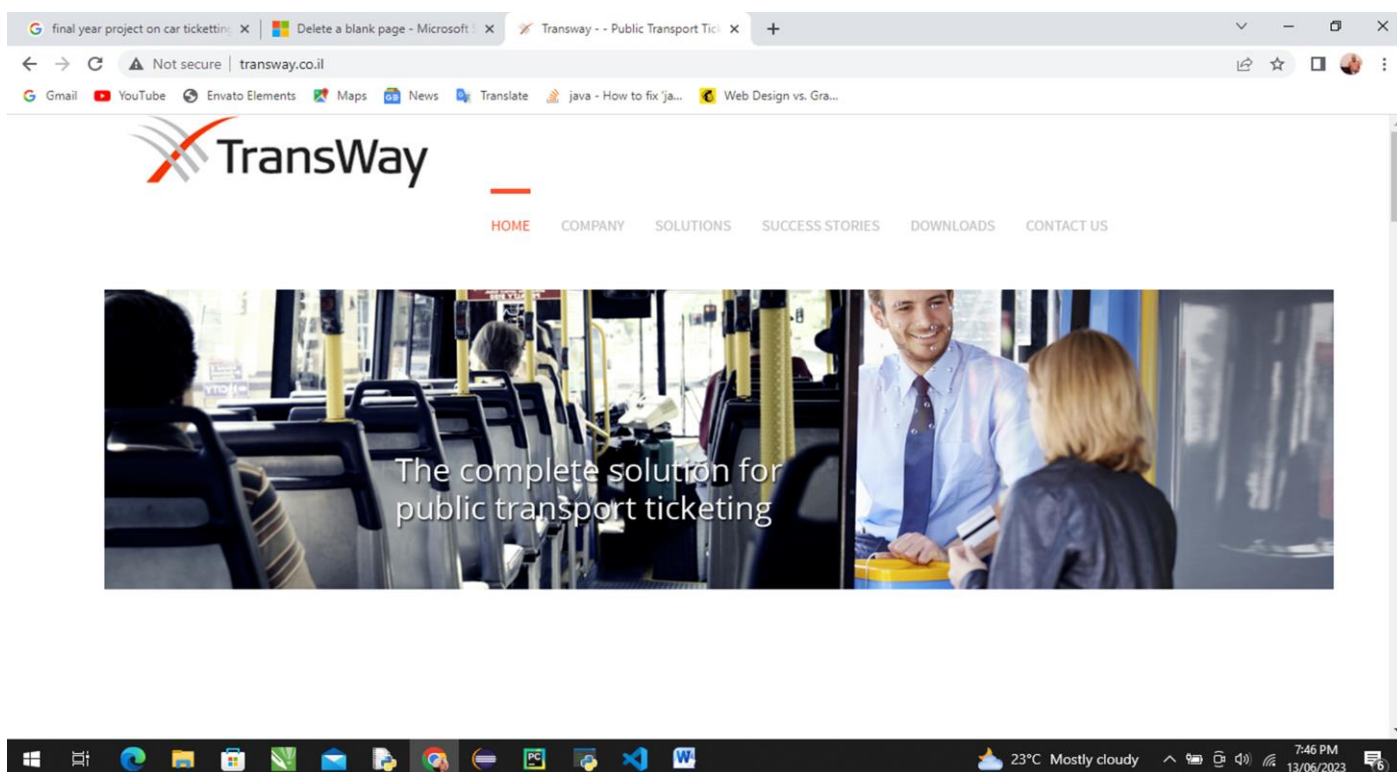 final year project on car ticketting
Delete a blank page - Microsoft S
Transway - - Public Transport Tick
Not secure | transway.co.il
Gmail YouTube Envato Elements Maps News Translate java - How to fix 'ja... Web Design vs. Gra...
TransWay
HOME COMPANY SOLUTIONS SUCCESS STORIES DOWNLOADS CONTACT US
The complete solution for
public transport ticketing
23°C Mostly cloudy
7:46 PM
13/06/2023
6